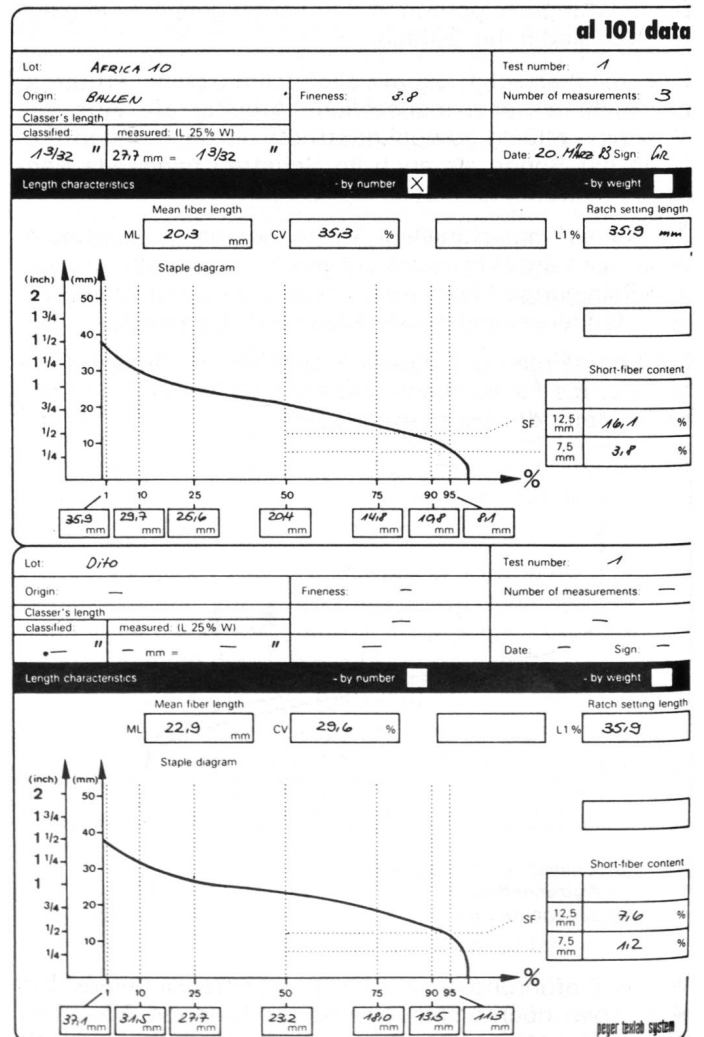 al 101 data
Lot: AFRICA 10 Test number: 1
Origin: BALLEN Fineness: 3.8 Number of measurements: 3
Classer's length
classified: measured: (L 25% W)
1 3/32 " 27,7 mm = 1 3/32 " Date: 20. MÄRZ 83 Sign:
Length characteristics - by number X - by weight
Mean fiber length Ratch setting length
ML 20,3 mm CV 35,3 % L1% 35,9 mm
Staple diagram
(inch) (mm)
2 50
1 3/4
40
1 1/2
1 1/4 30
1
3/4 20
1/2
10
1/4
Short-fiber content
SF 12,5 mm 16,1 %
7,5 mm 3,8 %
%
1 10 25 50 75 90 95
35,9 mm 29,7 mm 25,6 mm 20,4 mm 14,8 mm 10,8 mm 8,1 mm
Lot: Dito Test number: 1
Origin: — Fineness: — Number of measurements: —
Classer's length — —
classified: measured: (L 25% W)
— " — mm = — " — Date — Sign: —
Length characteristics - by number - by weight
Mean fiber length Ratch setting length
ML 22,9 mm CV 29,6 % L1% 35,9
Staple diagram
(inch) (mm)
2 50
1 3/4
40
1 1/2
1 1/4 30
1
3/4 20
1/2
10
1/4
Short-fiber content
SF 12,5 mm 7,6 %
7,5 mm 1,2 %
%
1 10 25 50 75 90 95
37,1 mm 31,5 mm 27,7 mm 23,2 mm 18,0 mm 13,5 mm 11,3 mm
peyer texlab system